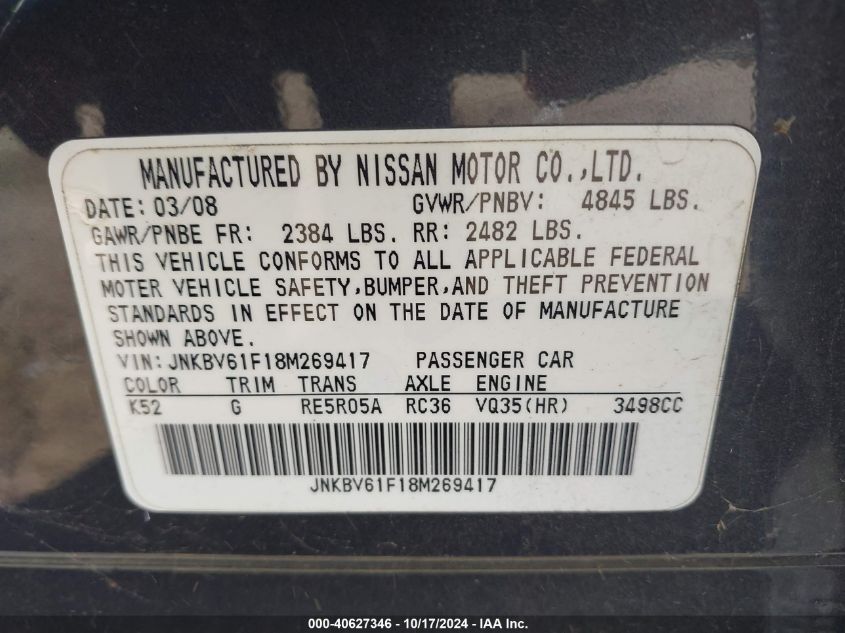 MANUFACTURED BY NISSAN MOTOR CO.,LTD.
DATE: 03/08 GVWR/PNBV: 4845 LBS.
GAWR/PNBE FR: 2384 LBS. RR: 2482 LBS.
THIS VEHICLE CONFORMS TO ALL APPLICABLE FEDERAL
MOTER VEHICLE SAFETY,BUMPER,AND THEFT PREVENTION
STANDARDS IN EFFECT ON THE DATE OF MANUFACTURE
SHOWN ABOVE.
VIN: JNKBV61F18M269417 PASSENGER CAR
COLOR TRIM TRANS AXLE ENGINE
K52 G RE5R05A RC36 VQ35(HR) 3498CC
JNKBV61F18M269417
000-40627346 - 10/17/2024 - IAA Inc.